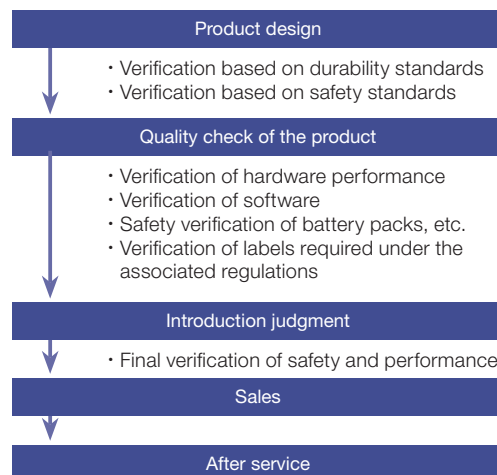 Product design
・Verification based on durability standards
・Verification based on safety standards
Quality check of the product
・Verification of hardware performance
・Verification of software
・Safety verification of battery packs, etc.
・Verification of labels required under the
associated regulations
Introduction judgment
・Final verification of safety and performance
Sales
After service